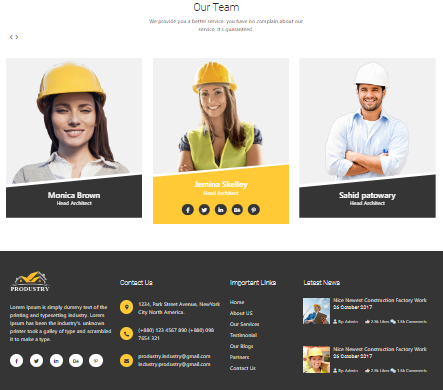 Our Team
We provide you a better service. you have no complain about our
service. It's guaranteed.
Monica Brown
Head Architect
Jemina Skelley
Head Architect
Sahid patowary
Head Architect
PRODUSTRY
Lorem Ipsum is simply dummy text of the
printing and typesetting industry. Lorem
Ipsum has been the industry's unknown
printer took a galley of type and scrambled
it to make a type.
Contact Us
1234, Park Street Avenue, NewYork
City North America.
(+880) 123 4567 890 (+880) 098
7654 321
produstry.industry@gmail.com
industry.industry@gmail.com
Important Links
Home
About US
Our Services
Testimonial
Our Blogs
Partners
Contact Us
Latest News
Nice Newest Construction Factory Work
26 October 2017
By: Admin 2.9k Likes 1.5k Comments
Nice Newest Construction Factory Work
26 October 2017
By: Admin 2.9k Likes 1.5k Comments